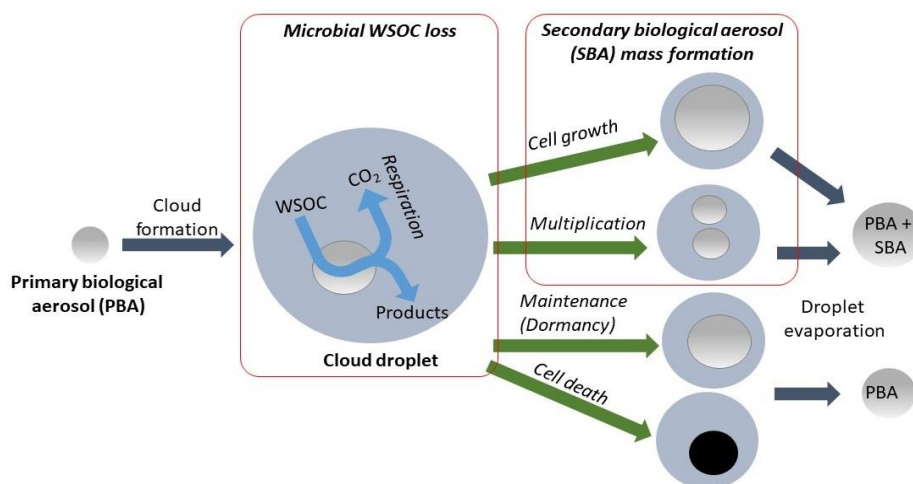 Microbial WSOC loss
Secondary biological aerosol
(SBA) mass formation
Cloud
formation
Primary biological
aerosol (PBA)
WSOC
CO2
Respiration
Products
Cloud droplet
Cell growth
Multiplication
Maintenance
(Dormancy)
Cell death
PBA +
SBA
Droplet
evaporation
PBA